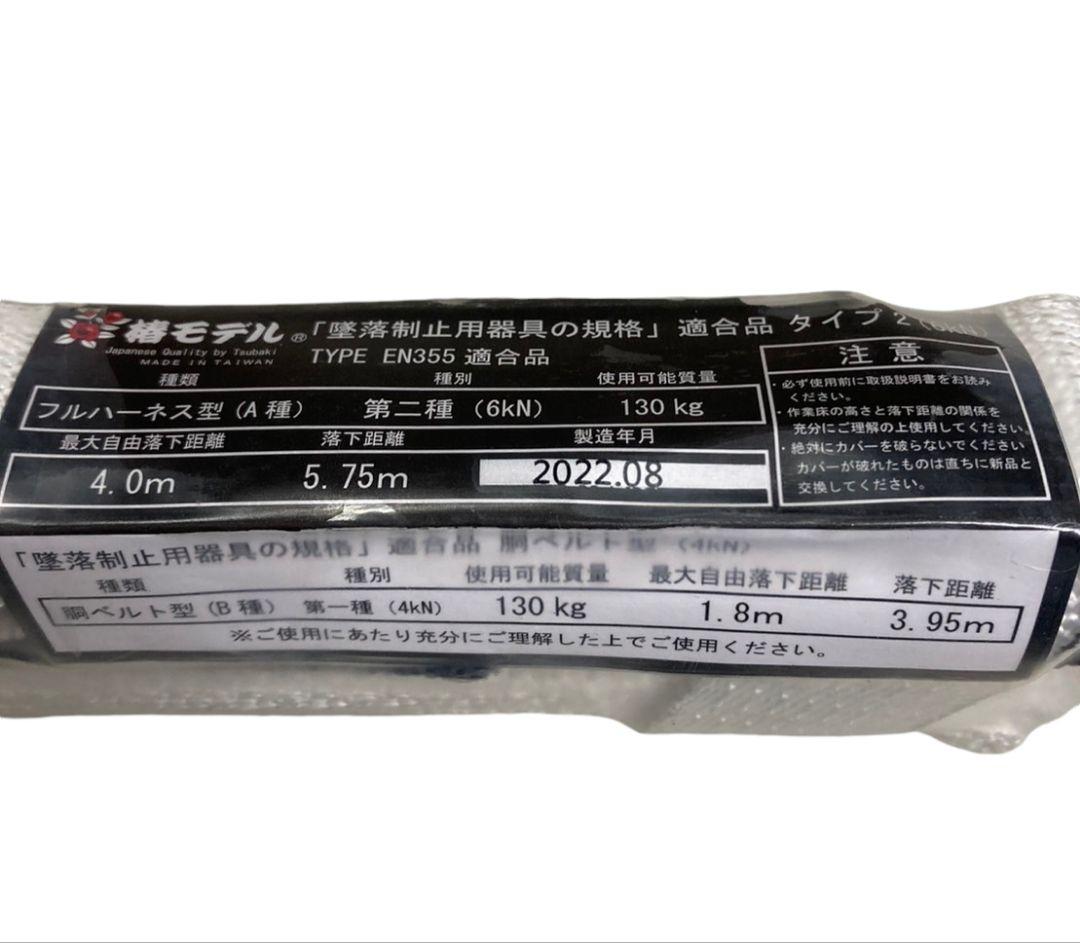 椿モデル®「墜落制止用器具の規格」適合品 タイプ2(6kN)
Japanese Quality by Tsubaki
MADE IN TAIWAN
TYPE EN355 適合品
種類 種別 使用可能質量
フルハーネス型(A種) 第二種(6kN) 130kg
最大自由落下距離 落下距離 製造年月
4.0m 5.75m 2022.08
注意
・必ず使用前に取扱説明書をお読み
ください。
・作業床の高さと落下距離の関係を
充分にご理解の上使用してください。
・絶対にカバーを破らないでください
カバーが破れたものは直ちに新品と
交換してください。
「墜落制止用器具の規格」適合品 胴ベルト型(4kN)
種類 種別 使用可能質量 最大自由落下距離 落下距離
胴ベルト型(B種) 第一種(4kN) 130kg 1.8m 3.95m
※ご使用にあたり充分にご理解した上でご使用ください。